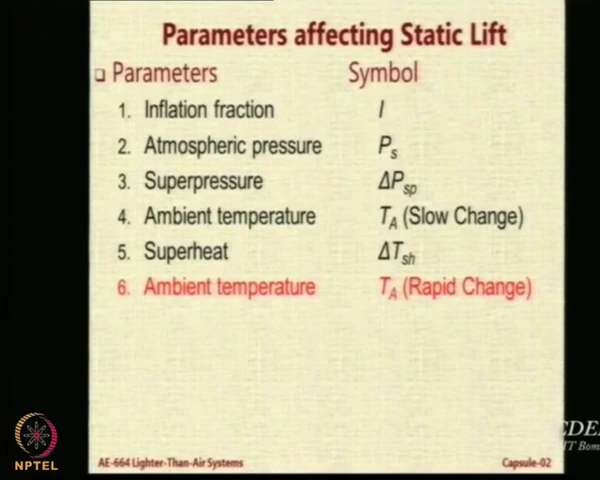 Parameters affecting Static Lift
Parameters Symbol
1. Inflation fraction I
2. Atmospheric pressure Ps
3. Superpressure ΔPsp
4. Ambient temperature TA (Slow Change)
5. Superheat ΔTsh
6. Ambient temperature TA (Rapid Change)
NPTEL
AE-664 Lighter-Than-Air Systems Capsule-02